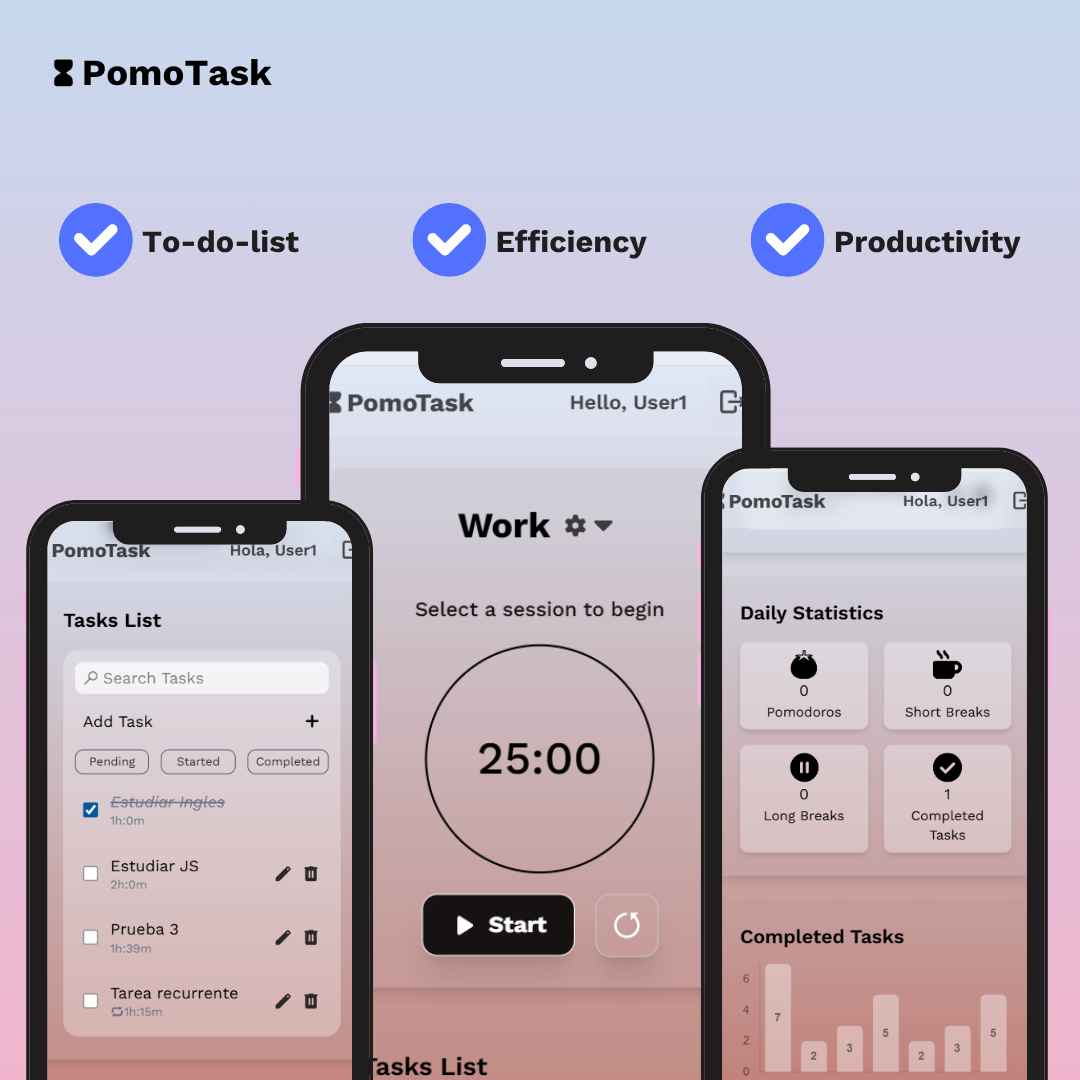 PomoTask
To-do-list
Efficiency
Productivity
PomoTask
Hola, User1
Tasks List
Search Tasks
Add Task
Pending
Started
Completed
Estudiar Ingles
1h:0m
Estudiar JS
2h:0m
Prueba 3
1h:39m
Tarea recurrente
1h:15m
PomoTask
Hello, User1
Work
Select a session to begin
25:00
Start
Tasks List
PomoTask
Hola, User1
Daily Statistics
0
Pomodoros
0
Short Breaks
0
Long Breaks
1
Completed
Tasks
Completed Tasks
6
4
2
0
7
2
3
5
2
3
5